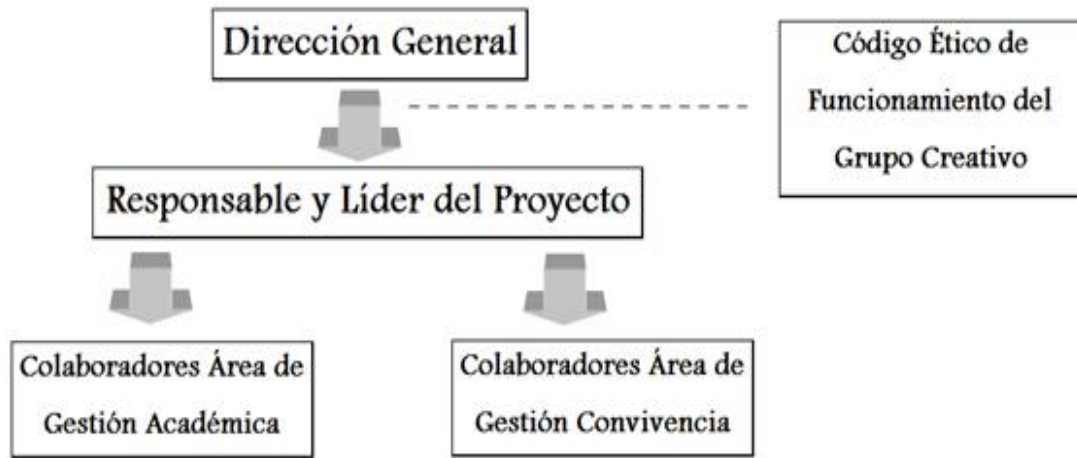 Dirección General
Código Ético de
Funcionamiento del
Grupo Creativo
Responsable y Líder del Proyecto
Colaboradores Área de
Gestión Académica
Colaboradores Área de
Gestión Convivencia